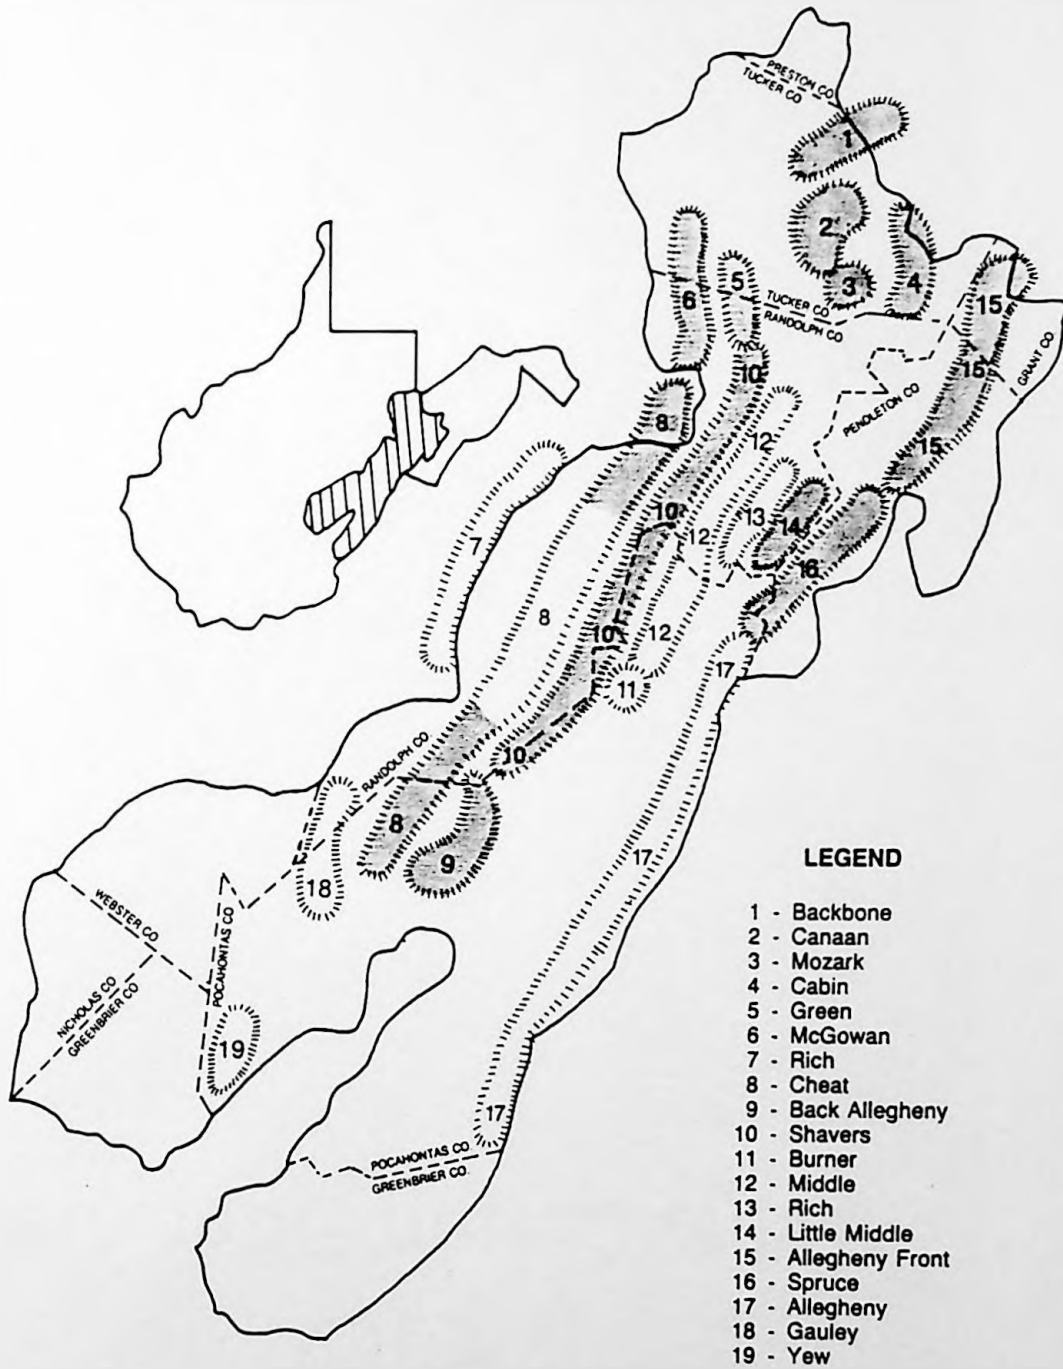 PRESTON CO
TUCKER CO
1
2
3
4
5
6
TUCKER CO
RANDOLPH CO
15
15
15
GRANT CO
PENDLETON CO
10
8
12
7
10
12
13
14
16
8
10
12
11
17
10
RANDOLPH CO
8
9
18
17
WEBSTER CO
POCAHONTAS CO
NICHOLAS CO
GREENBRIER CO
19
17
POCAHONTAS CO.
GREENBRIER CO.
LEGEND
1 - Backbone
2 - Canaan
3 - Mozark
4 - Cabin
5 - Green
6 - McGowan
7 - Rich
8 - Cheat
9 - Back Allegheny
10 - Shavers
11 - Burner
12 - Middle
13 - Rich
14 - Little Middle
15 - Allegheny Front
16 - Spruce
17 - Allegheny
18 - Gauley
19 - Yew